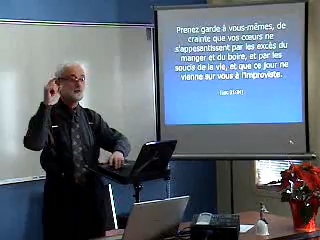 Prenez garde à vous-mêmes, de
crainte que vos cœurs ne
s'appesantissent par les excès du
manger et du boire, et par les
soucis de la vie, et que ce jour ne
vienne sur vous à l'improviste.